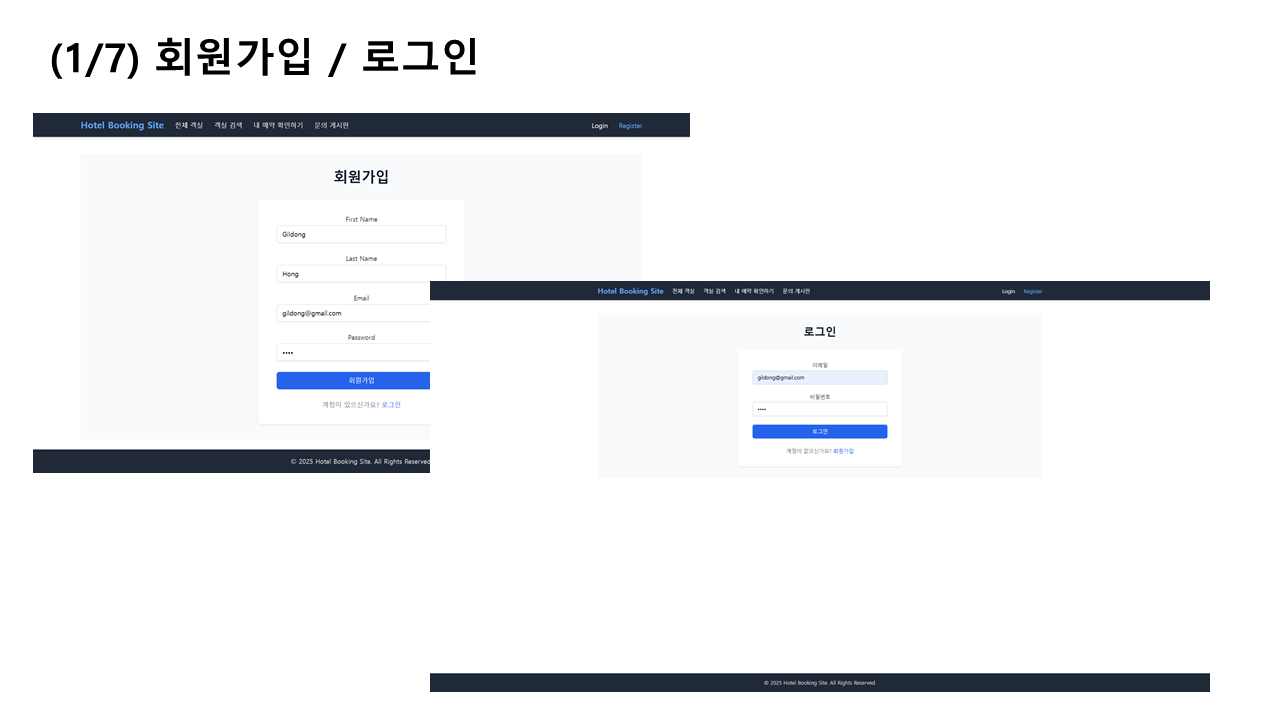 (1/7) 회원가입 / 로그인
Hotel Booking Site 전체 객실 객실 검색 내 예약 확인하기 문의 게시판 Login Register
회원가입
First Name
Gildong
Last Name
Hong
Email
gildong@gmail.com
Password
••••
회원가입
계정이 있으신가요? 로그인
© 2025 Hotel Booking Site. All Rights Reserved
Hotel Booking Site 전체 객실 객실 검색 내 예약 확인하기 문의 게시판 Login Register
로그인
이메일
gildong@gmail.com
비밀번호
••••
로그인
계정이 없으신가요? 회원가입
© 2025 Hotel Booking Site. All Rights Reserved.